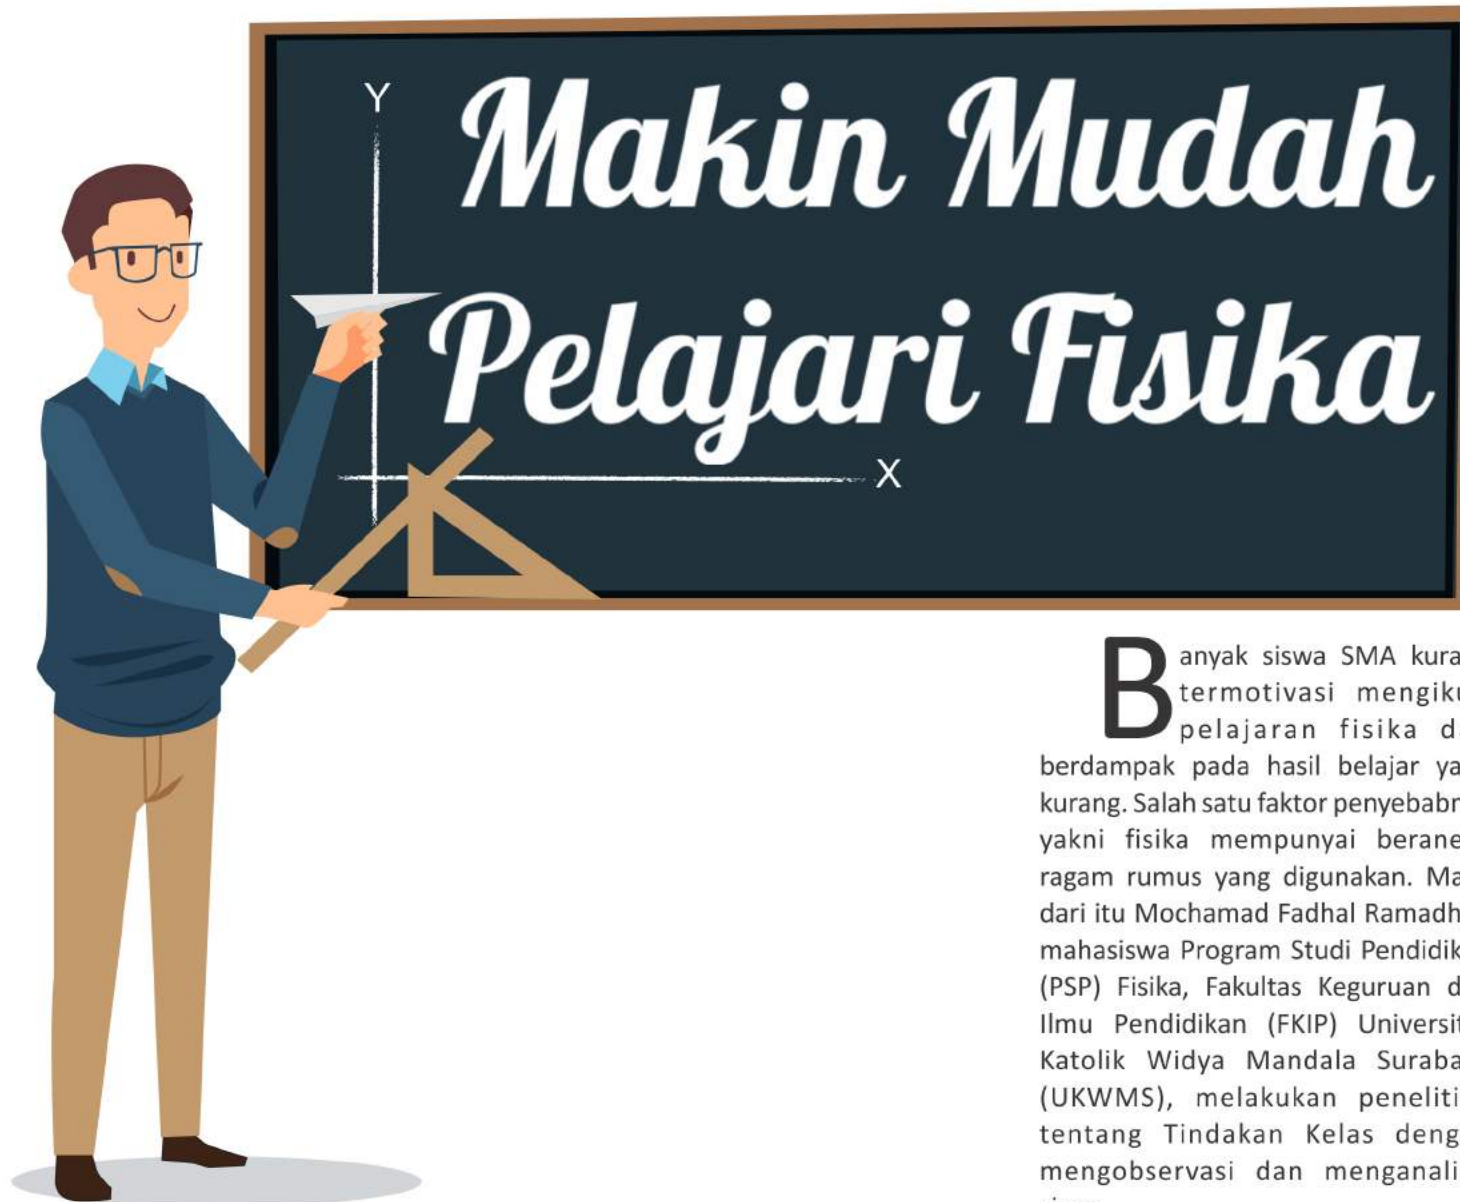 Makin Mudah
Pelajari Fisika
Y
X
Banyak siswa SMA kura
termotivasi mengiku
pelajaran fisika d
berdampak pada hasil belajar ya
kurang. Salah satu faktor penyebabn
yakni fisika mempunyai berane
ragam rumus yang digunakan. Ma
dari itu Mochamad Fadhal Ramadh
mahasiswa Program Studi Pendidik
(PSP) Fisika, Fakultas Keguruan d
Ilmu Pendidikan (FKIP) Universit
Katolik Widya Mandala Suraba
(UKWMS), melakukan peneliti
tentang Tindakan Kelas deng
mengobservasi dan menganali